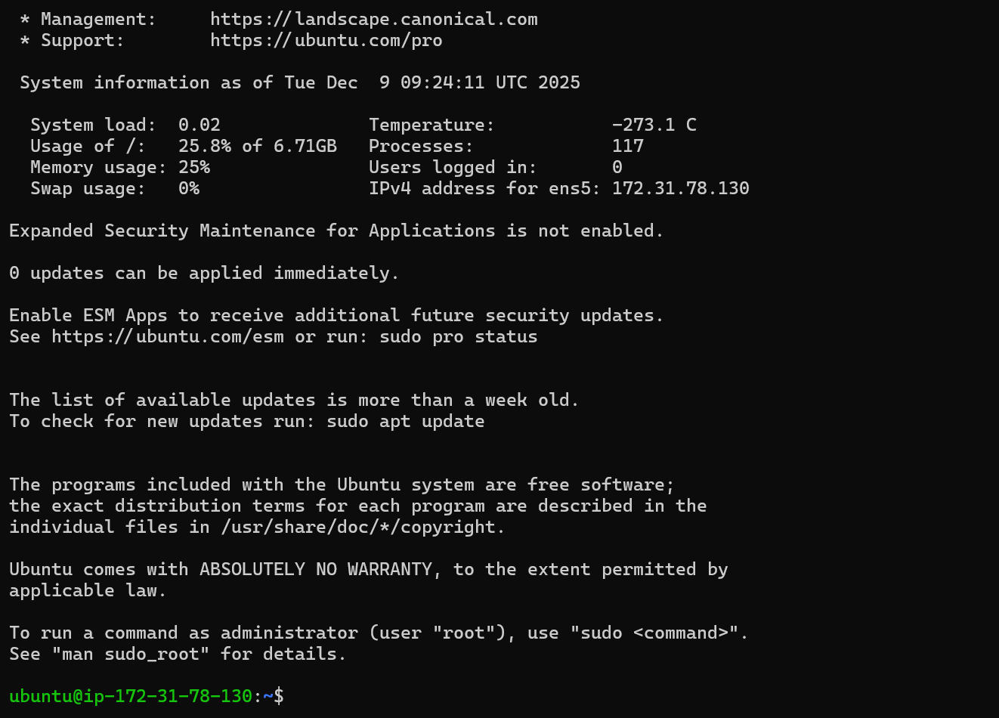 * Management:     https://landscape.canonical.com
 * Support:        https://ubuntu.com/pro

 System information as of Tue Dec  9 09:24:11 UTC 2025

  System load:  0.02              Temperature:           -273.1 C
  Usage of /:   25.8% of 6.71GB   Processes:             117
  Memory usage: 25%               Users logged in:       0
  Swap usage:   0%                IPv4 address for ens5: 172.31.78.130

Expanded Security Maintenance for Applications is not enabled.

0 updates can be applied immediately.

Enable ESM Apps to receive additional future security updates.
See https://ubuntu.com/esm or run: sudo pro status


The list of available updates is more than a week old.
To check for new updates run: sudo apt update


The programs included with the Ubuntu system are free software;
the exact distribution terms for each program are described in the
individual files in /usr/share/doc/*/copyright.

Ubuntu comes with ABSOLUTELY NO WARRANTY, to the extent permitted by
applicable law.

To run a command as administrator (user "root"), use "sudo <command>".
See "man sudo_root" for details.

ubuntu@ip-172-31-78-130:~$